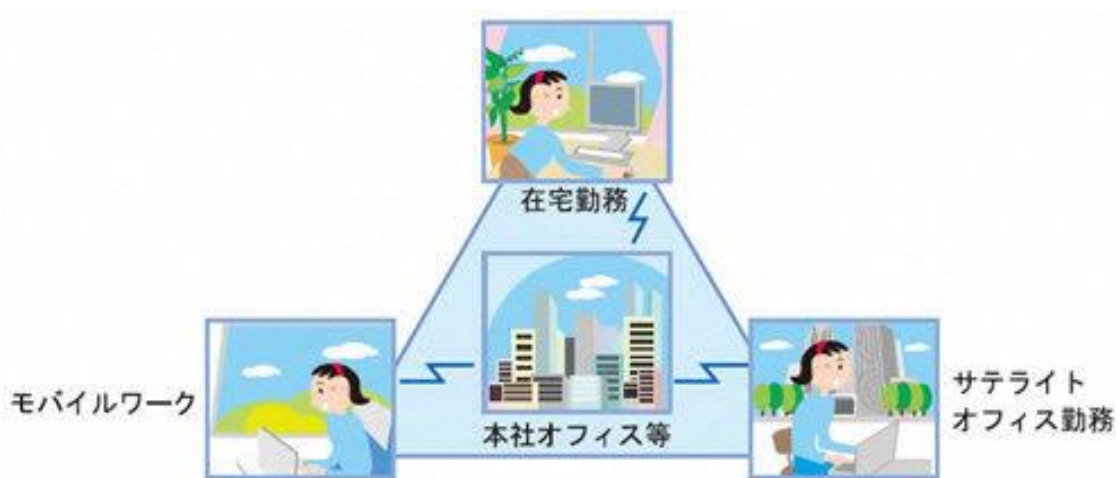 在宅勤務
モバイルワーク
本社オフィス等
サテライト
オフィス勤務